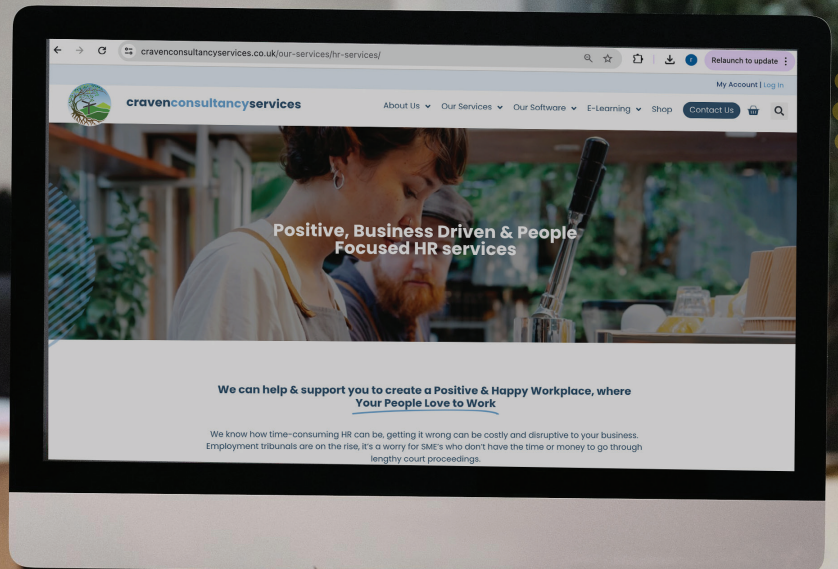 cravenconsultancyservices.co.uk/our-services/hr-services/
Relaunch to update
My Account | Log In
cravenconsultancyservices
About Us
Our Services
Our Software
E-Learning
Shop
Contact Us
Positive, Business Driven & People
Focused HR services
We can help & support you to create a Positive & Happy Workplace, where
Your People Love to Work
We know how time-consuming HR can be, getting it wrong can be costly and disruptive to your business.
Employment tribunals are on the rise, it's a worry for SME's who don't have the time or money to go through
lengthy court proceedings.